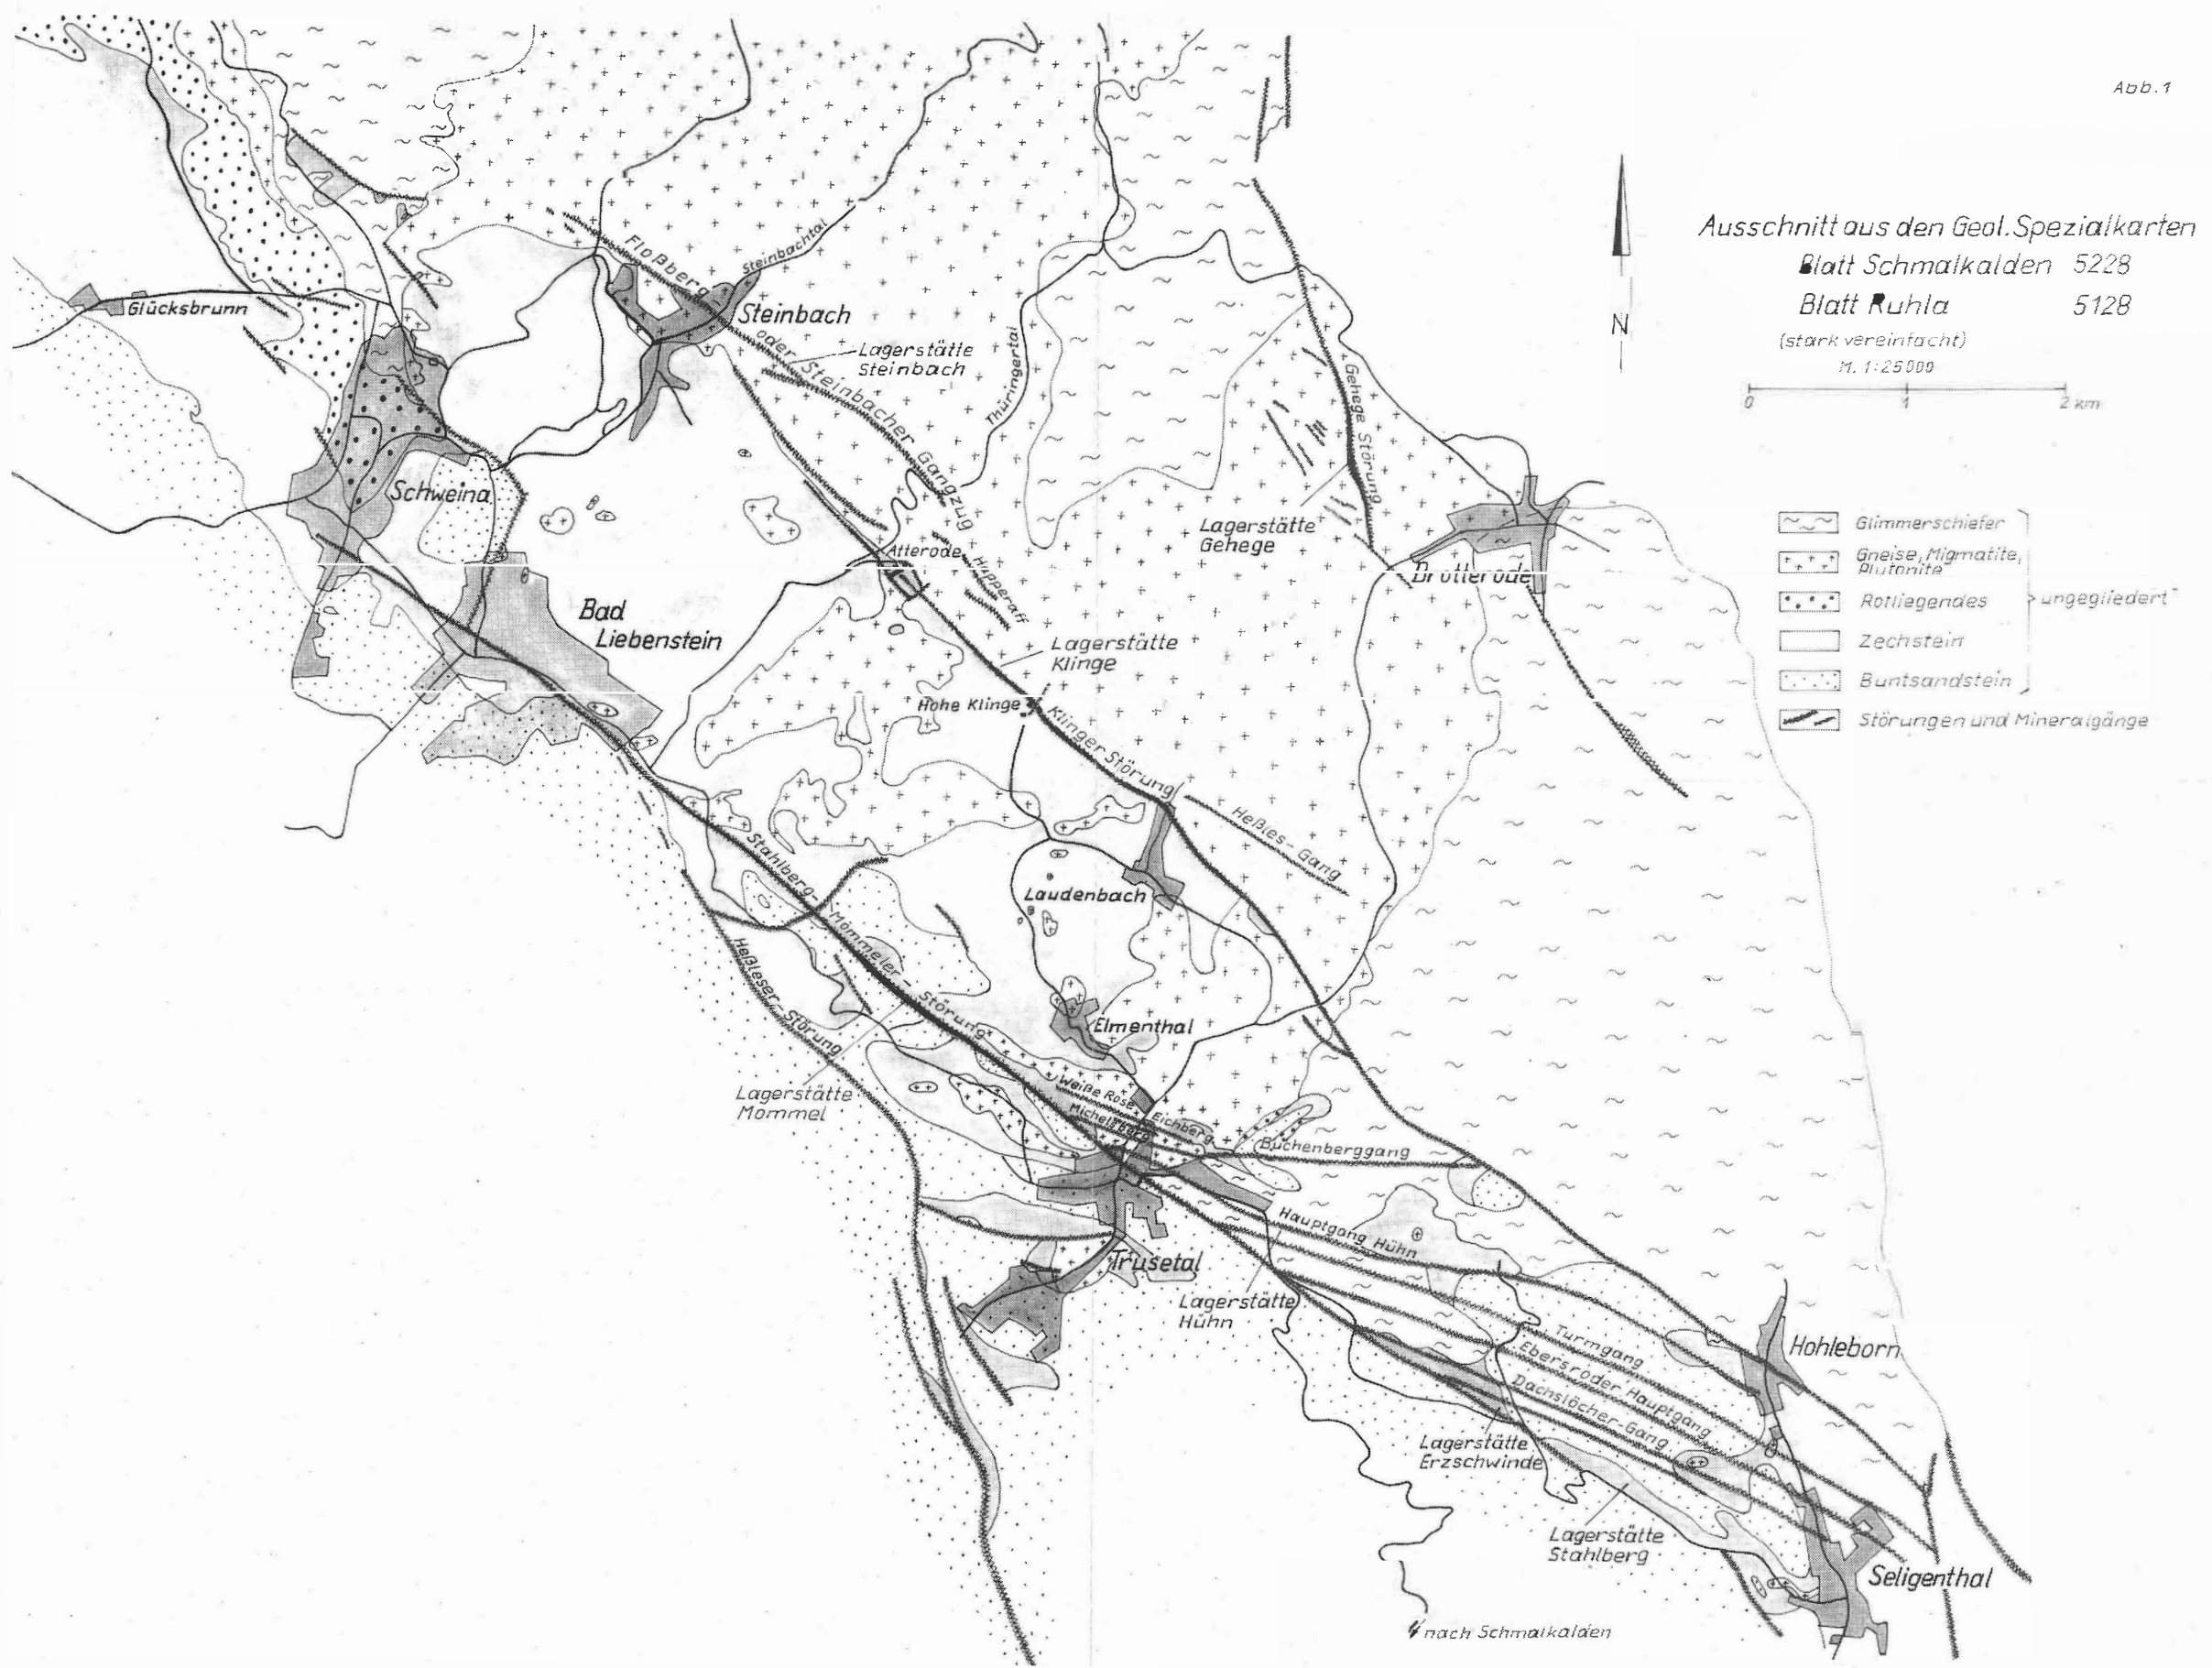 Abb. 1
Ausschnitt aus den Geol. Spezialkarten
Blatt Schmalkalden 5228
Blatt Ruhla 5128
(stark vereinfacht)
M. 1:25000
0 1 2 km
N
Glimmerschiefer
Gneise, Migmatite,
Plutonite
Rotliegendes
ungegliedert
Zechstein
Buntsandstein
Störungen und Mineralgänge
Floßberg-
oder Steinbacher Gangzug
Steinbachtal
Steinbach
Glücksbrunn
Lagerstätte
Steinbach
Thüringertal
Gehege Störung
Schweina
Lagerstätte
Gehege
Atterode
Hupperaff
Brotterode
Bad
Liebenstein
Lagerstätte
Klinge
Hohe Klinge
Klinger Störung
Heßles-Gang
Stahlberg-Mommeler-Störung
Laudenbach
Heßleser-Störung
Elmenthal
Lagerstätte
Mommel
Weiße Rose
Michelsberg
Eichberg
Buchenberggang
Hauptgang Hühn
Trusetal
Lagerstätte
Hühn
Turmgang
Ebersroder Hauptgang
Dachslöcher-Gang
Hohleborn
Lagerstätte
Erzschwinde
Lagerstätte
Stahlberg
Seligenthal
nach Schmalkalden